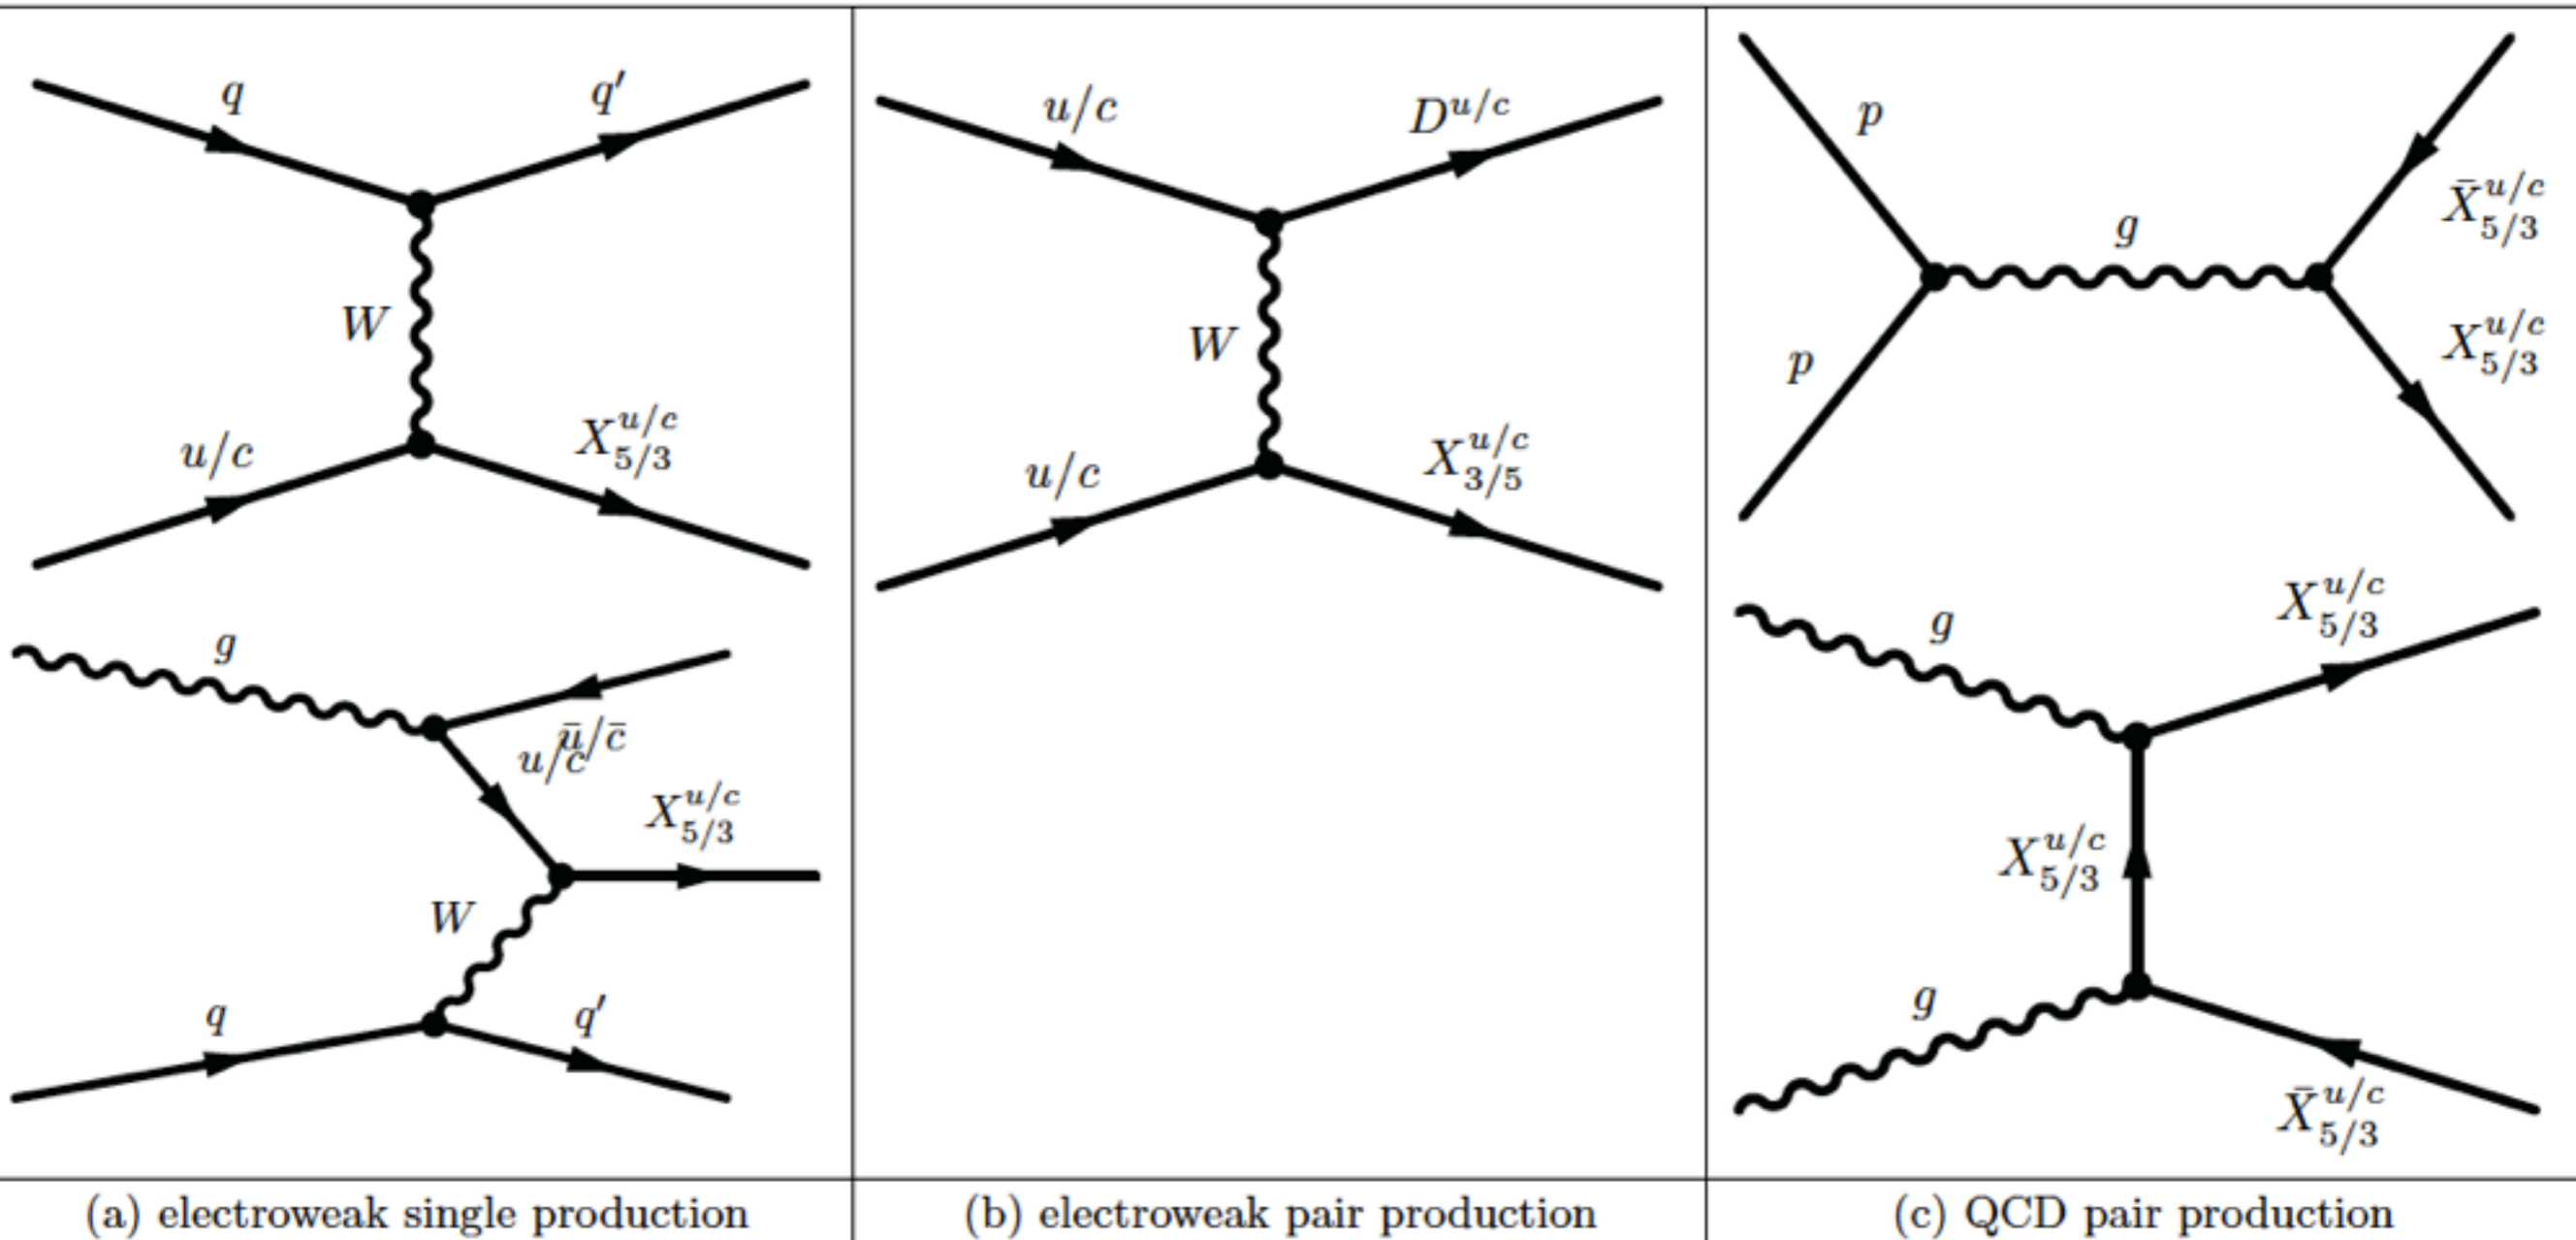 q
q′
W
u/c
X^{u/c}_{5/3}
g
ū/c̄
u/c
X^{u/c}_{5/3}
W
q
q′
(a) electroweak single production
u/c
D^{u/c}
W
u/c
X^{u/c}_{3/5}
(b) electroweak pair production
p
X̄^{u/c}_{5/3}
g
X^{u/c}_{5/3}
p
g
X^{u/c}_{5/3}
X^{u/c}_{5/3}
g
X̄^{u/c}_{5/3}
(c) QCD pair production